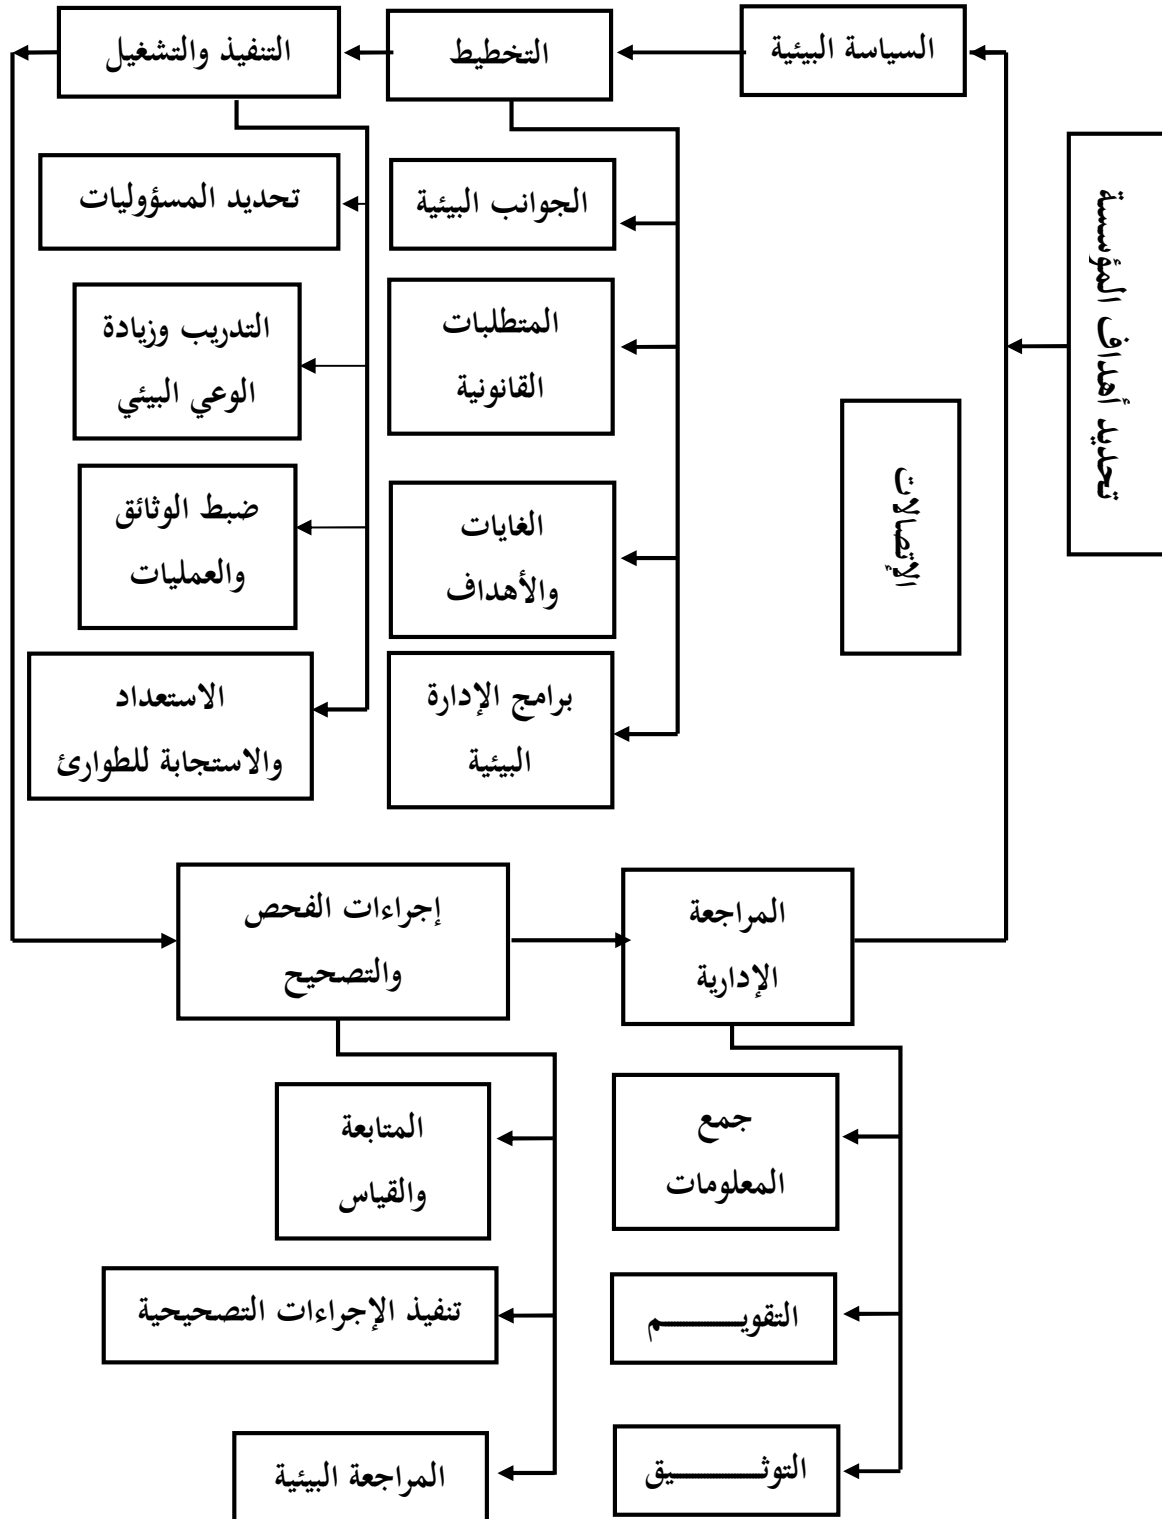 السياسة البيئية
التخطيط
التنفيذ والتشغيل
تحديد أهداف المؤسسة
الجوانب البيئية
تحديد المسؤوليات
المتطلبات
القانونية
التدريب وزيادة
الوعي البيئي
الإتصالات
الغايات
والأهداف
ضبط الوثائق
والعمليات
برامج الإدارة
البيئية
الاستعداد
والاستجابة للطوارئ
المراجعة
الإدارية
إجراءات الفحص
والتصحيح
جمع
المعلومات
المتابعة
والقياس
التقويـــــــــم
تنفيذ الإجراءات التصحيحية
التوثـــــــــيق
المراجعة البيئية